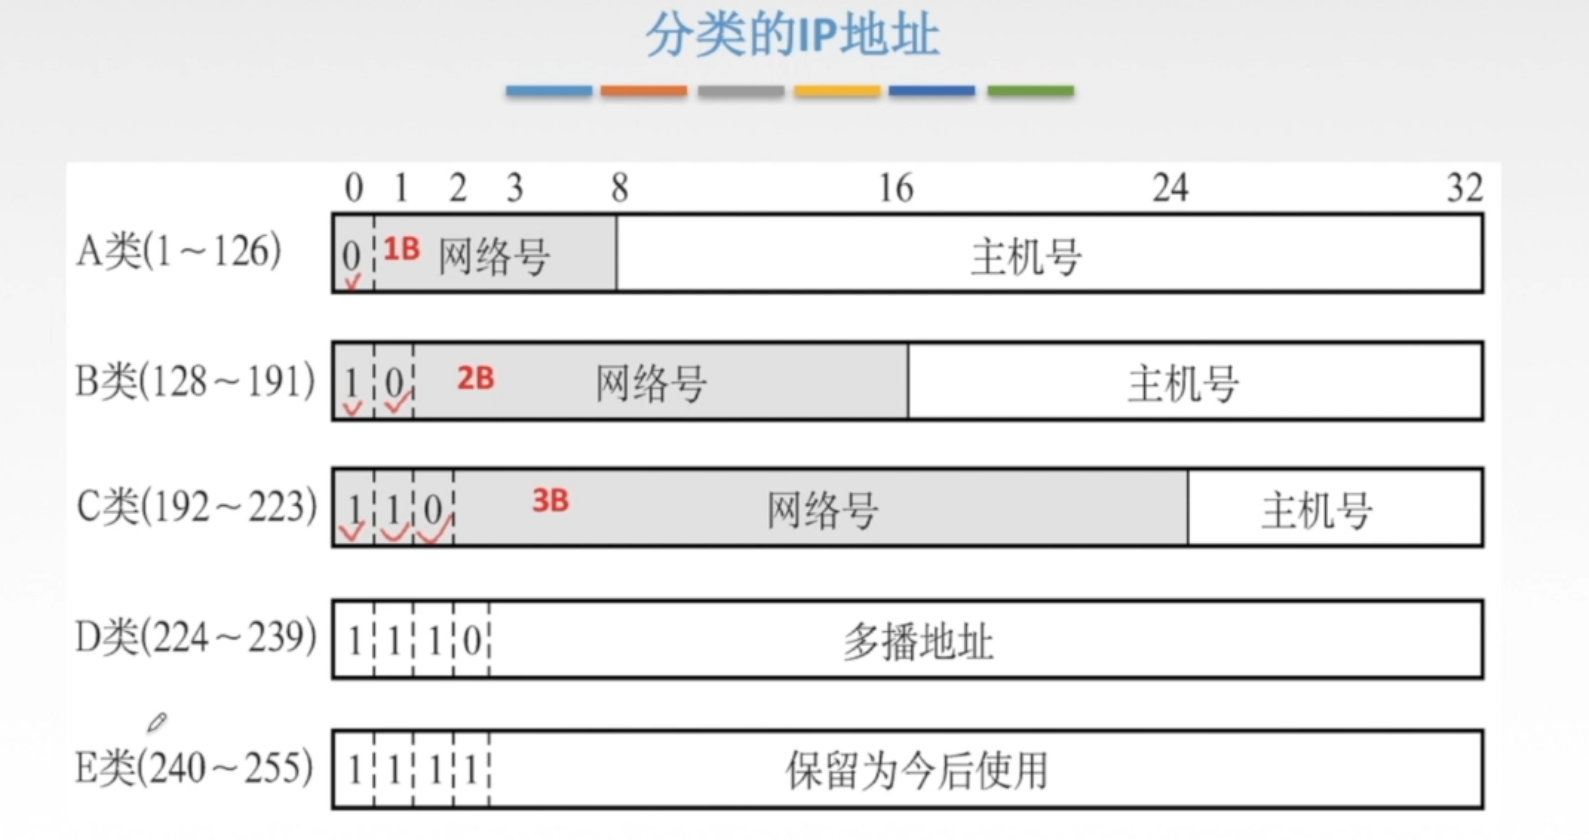 分类的IP地址
0 1 2 3 8 16 24 32
A类(1~126) 0 1B 网络号 主机号
B类(128~191) 1 0 2B 网络号 主机号
C类(192~223) 1 1 0 3B 网络号 主机号
D类(224~239) 1 1 1 0 多播地址
E类(240~255) 1 1 1 1 保留为今后使用